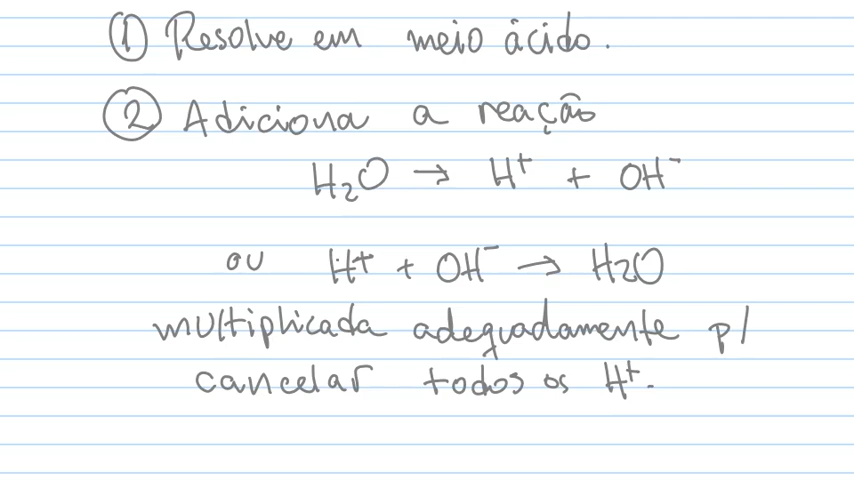 ① Resolve em meio ácido.
② Adiciona a reação
H₂O → H⁺ + OH⁻
ou H⁺ + OH⁻ → H2O
multiplicada adequadamente p/
cancelar todos os H⁺.